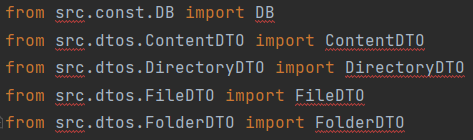 from src.const.DB import DB
from src.dtos.ContentDTO import ContentDTO
from src.dtos.DirectoryDTO import DirectoryDTO
from src.dtos.FileDTO import FileDTO
from src.dtos.FolderDTO import FolderDTO